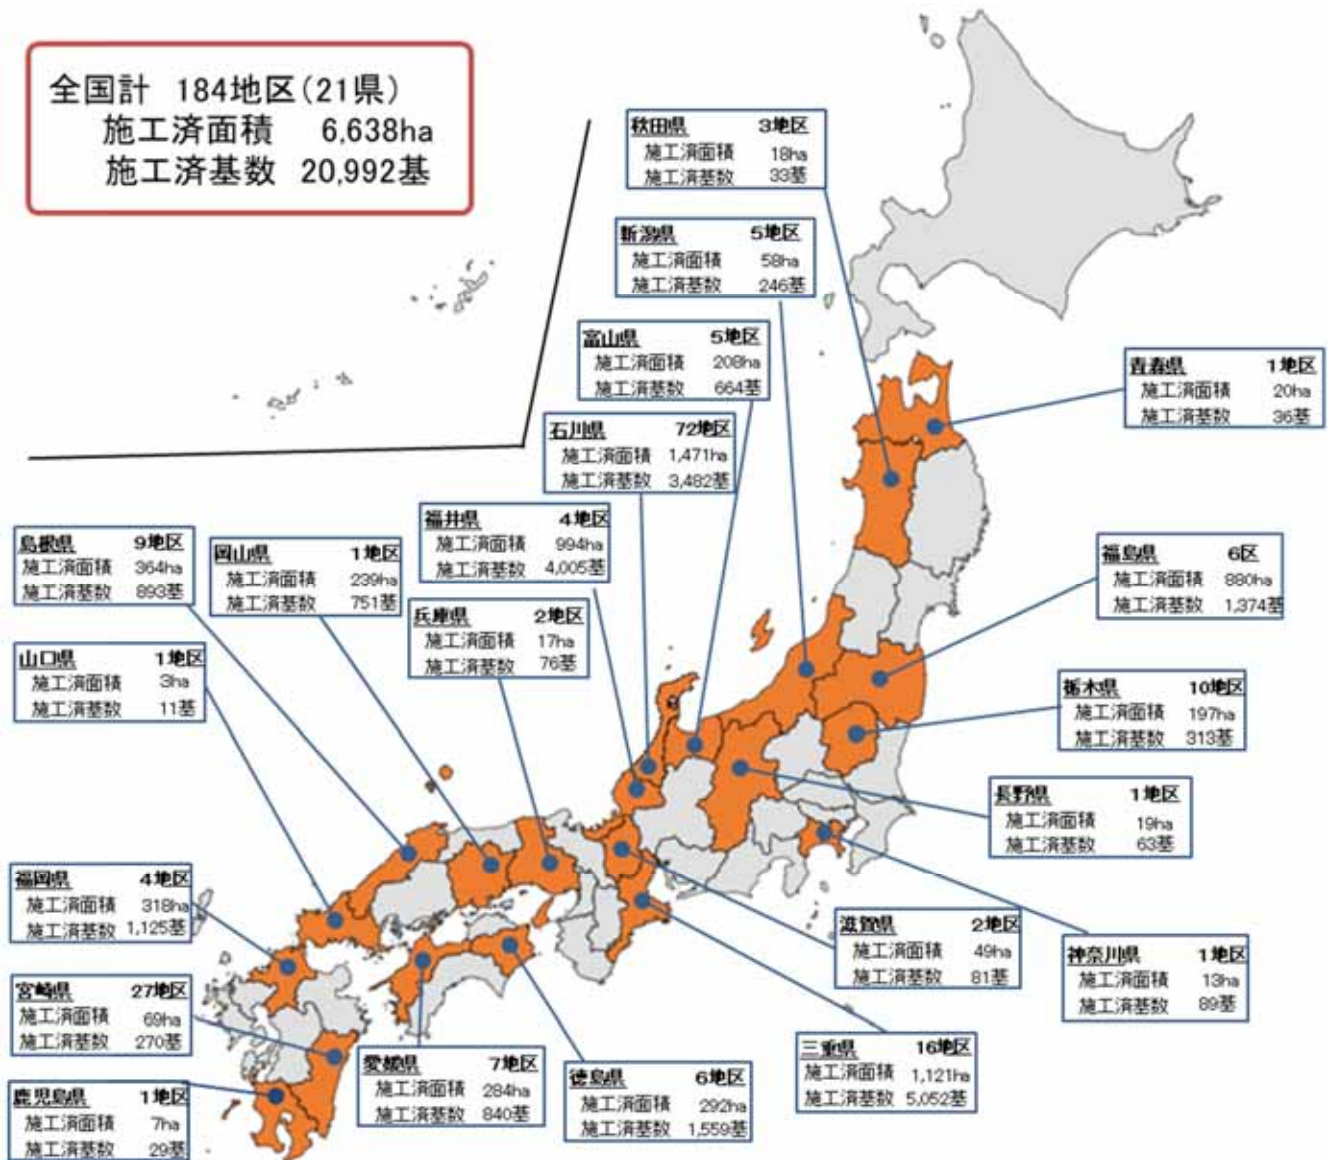 全国計 184地区(21県)
施工済面積 6,638ha
施工済基数 20,992基
秋田県 3地区
施工済面積 18ha
施工済基数 33基
新潟県 5地区
施工済面積 58ha
施工済基数 246基
富山県 5地区
施工済面積 208ha
施工済基数 664基
青森県 1地区
施工済面積 20ha
施工済基数 36基
石川県 72地区
施工済面積 1,471ha
施工済基数 3,482基
福井県 4地区
施工済面積 994ha
施工済基数 4,005基
島根県 9地区
施工済面積 364ha
施工済基数 893基
岡山県 1地区
施工済面積 239ha
施工済基数 751基
福島県 6区
施工済面積 880ha
施工済基数 1,374基
兵庫県 2地区
施工済面積 17ha
施工済基数 76基
山口県 1地区
施工済面積 3ha
施工済基数 11基
栃木県 10地区
施工済面積 197ha
施工済基数 313基
長野県 1地区
施工済面積 19ha
施工済基数 63基
福岡県 4地区
施工済面積 318ha
施工済基数 1,125基
滋賀県 2地区
施工済面積 49ha
施工済基数 81基
神奈川県 1地区
施工済面積 13ha
施工済基数 89基
宮崎県 27地区
施工済面積 69ha
施工済基数 270基
三重県 16地区
施工済面積 1,121ha
施工済基数 5,052基
愛媛県 7地区
施工済面積 284ha
施工済基数 840基
徳島県 6地区
施工済面積 292ha
施工済基数 1,559基
鹿児島県 1地区
施工済面積 7ha
施工済基数 29基